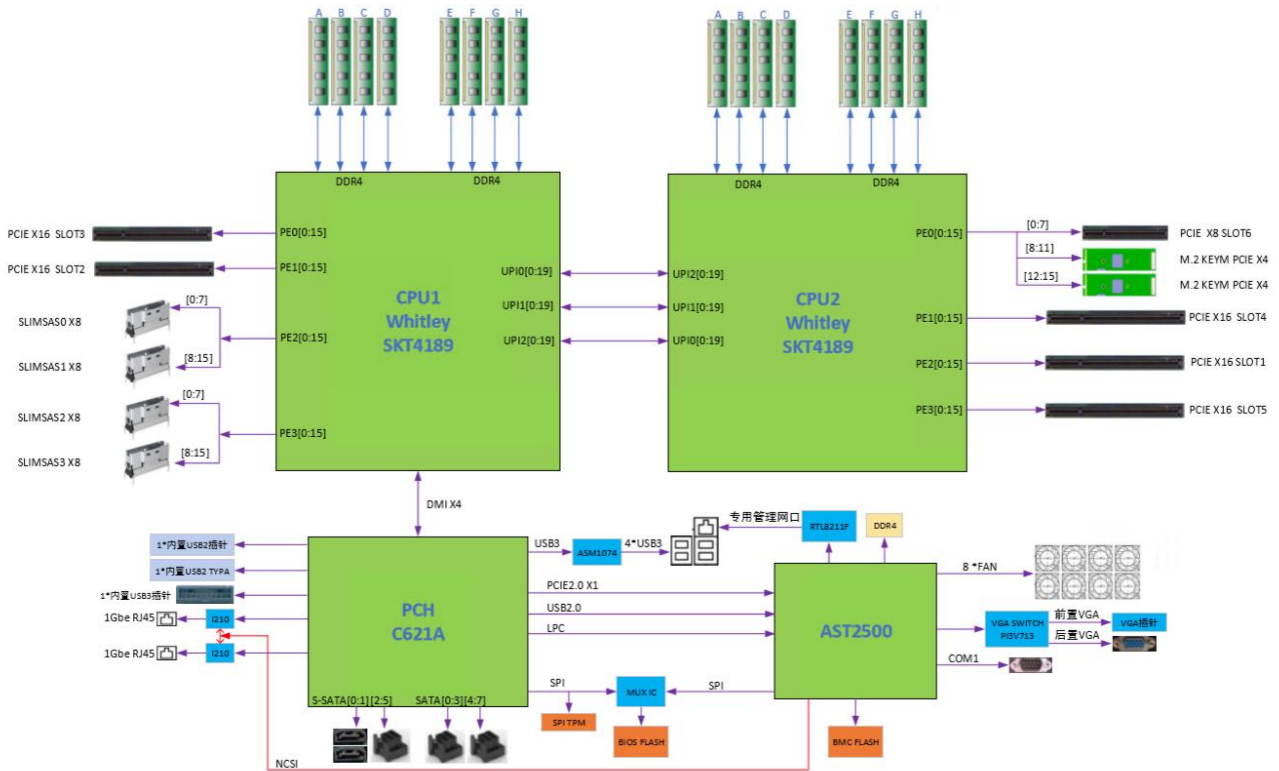 A B C D E F G H
A B C D E F G H
DDR4 DDR4
DDR4 DDR4
PCIE X16 SLOT3
PE0[0:15]
PCIE X16 SLOT2
PE1[0:15]
[0:7]
SLIMSAS0 X8
PE2[0:15]
[8:15]
SLIMSAS1 X8
[0:7]
SLIMSAS2 X8
PE3[0:15]
[8:15]
SLIMSAS3 X8
CPU1
Whitley
SKT4189
UPI0[0:19]
UPI1[0:19]
UPI2[0:19]
UPI2[0:19]
UPI1[0:19]
UPI0[0:19]
CPU2
Whitley
SKT4189
PE0[0:15]
[0:7]
PCIE X8 SLOT6
[8:11]
M.2 KEYM PCIE X4
[12:15]
M.2 KEYM PCIE X4
PE1[0:15]
PCIE X16 SLOT4
PE2[0:15]
PCIE X16 SLOT1
PE3[0:15]
PCIE X16 SLOT5
DMI X4
1*内置USB2插针
1*内置USB2 TYPA
1*内置USB3插针
1Gbe RJ45
I210
1Gbe RJ45
I210
PCH
C621A
S-SATA[0:1][2:5]
SATA[0:3][4:7]
NCSI
USB3
ASM1074
4*USB3
专用管理网口
RTL8211F
DDR4
PCIE2.0 X1
USB2.0
LPC
SPI
MUX IC
SPI
SPI TPM
BIOS FLASH
AST2500
BMC FLASH
8 *FAN
VGA SWITCH
PI5V713
前置VGA
VGA插针
后置VGA
COM1